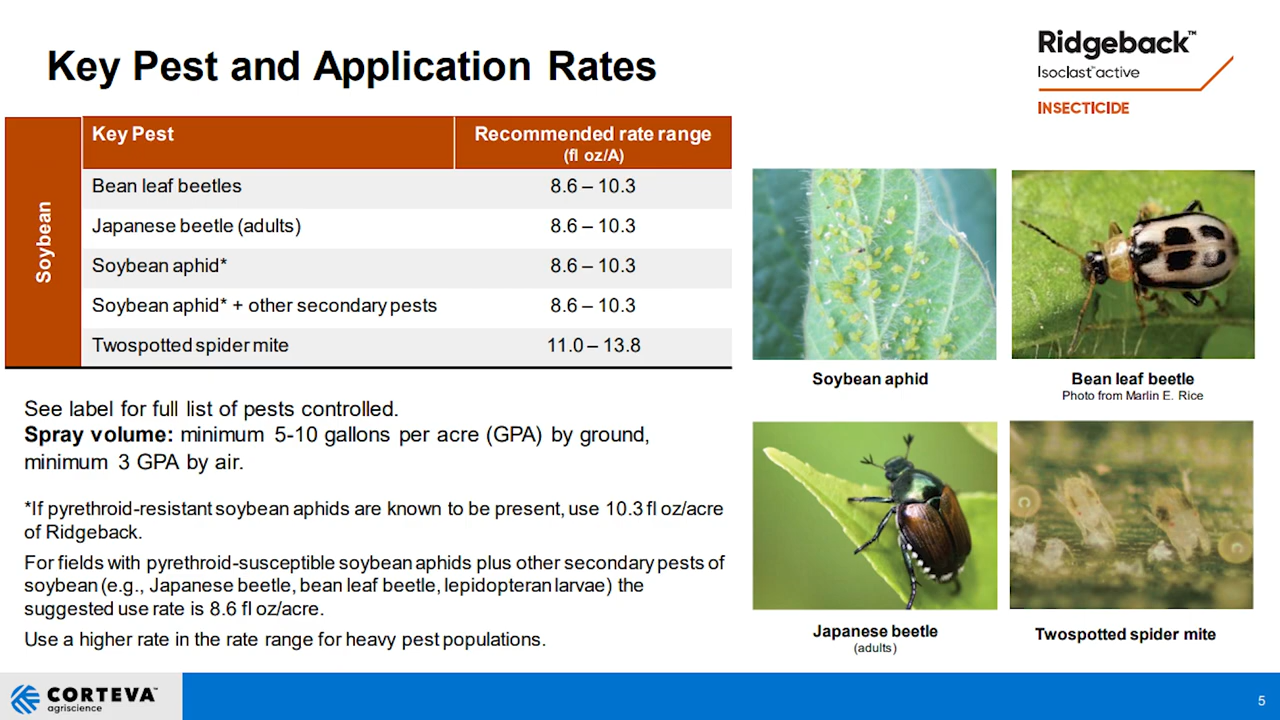 Key Pest and Application Rates
Ridgeback™
Isoclast™ active
INSECTICIDE
Soybean
Key Pest Recommended rate range
(fl oz/A)
Bean leaf beetles 8.6 – 10.3
Japanese beetle (adults) 8.6 – 10.3
Soybean aphid* 8.6 – 10.3
Soybean aphid* + other secondary pests 8.6 – 10.3
Twospotted spider mite 11.0 – 13.8
See label for full list of pests controlled.
Spray volume: minimum 5-10 gallons per acre (GPA) by ground,
minimum 3 GPA by air.
*If pyrethroid-resistant soybean aphids are known to be present, use 10.3 fl oz/acre
of Ridgeback.
For fields with pyrethroid-susceptible soybean aphids plus other secondary pests of
soybean (e.g., Japanese beetle, bean leaf beetle, lepidopteran larvae) the
suggested use rate is 8.6 fl oz/acre.
Use a higher rate in the rate range for heavy pest populations.
Soybean aphid
Bean leaf beetle
Photo from Marlin E. Rice
Japanese beetle
(adults)
Twospotted spider mite
CORTEVA™
agriscience
5